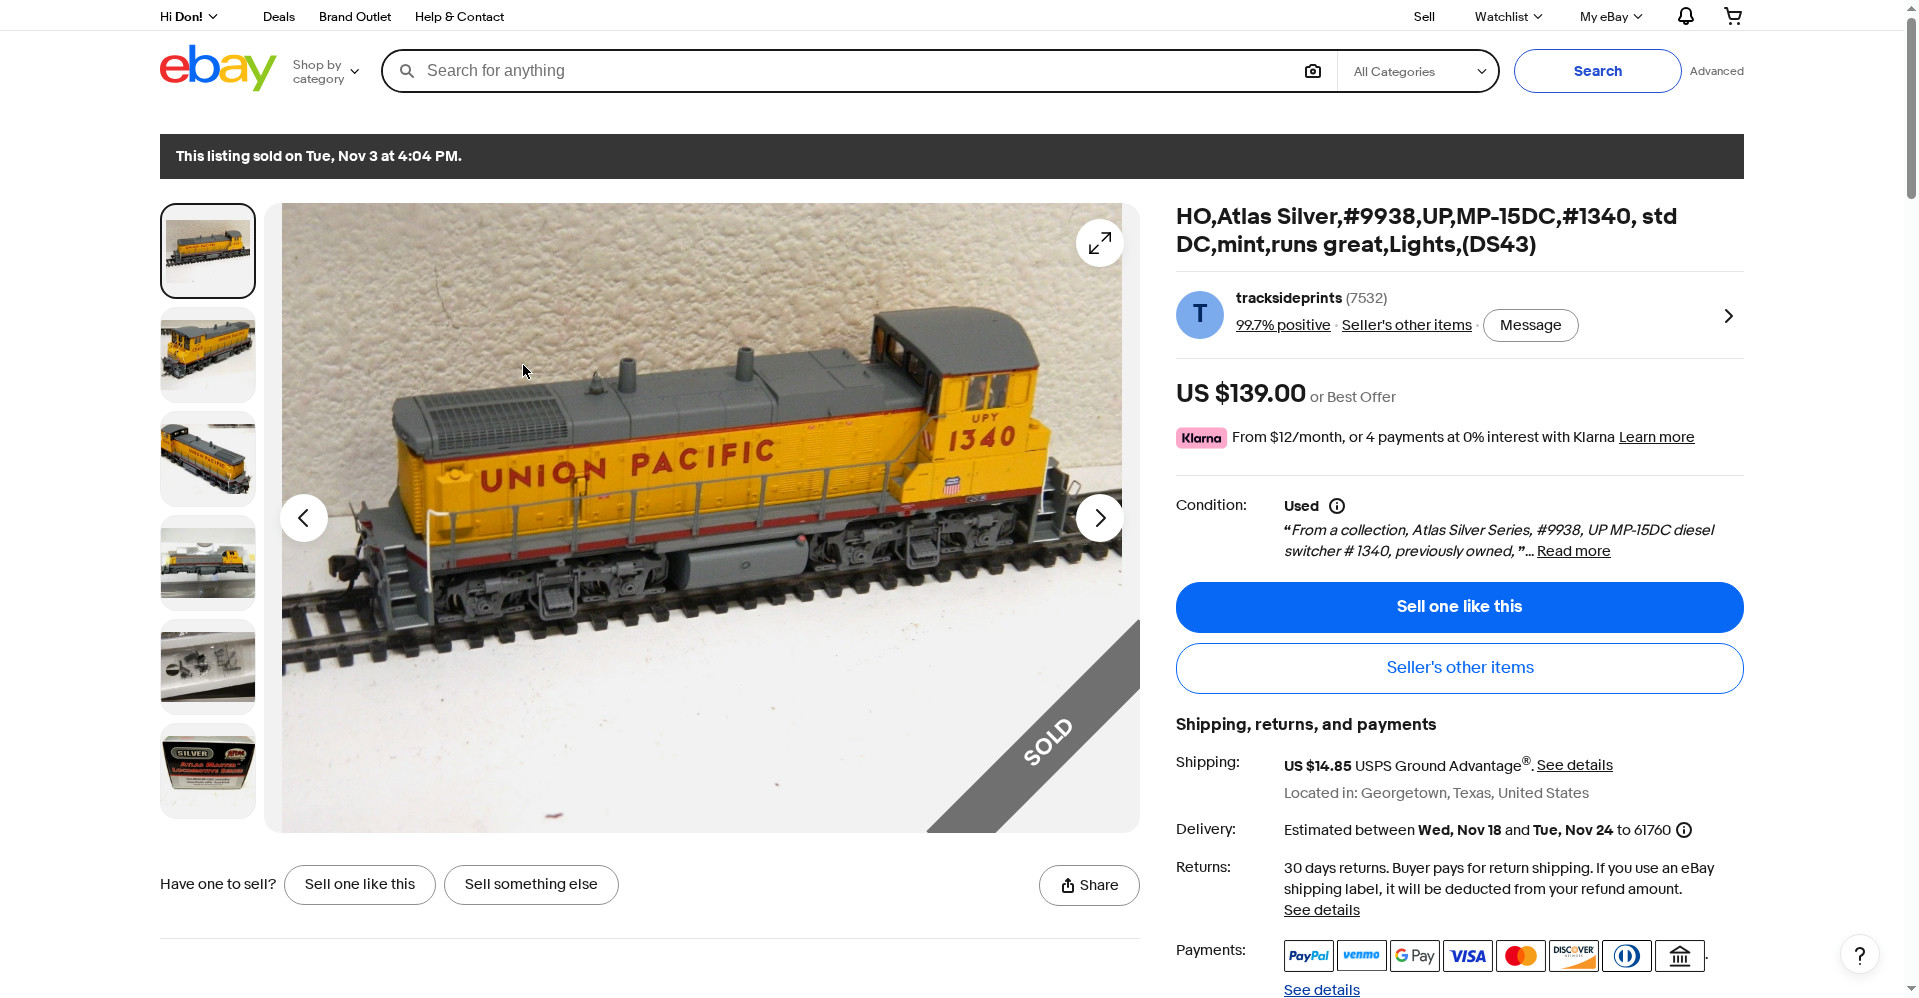 Hi Don!
Deals
Brand Outlet
Help & Contact
Sell
Watchlist
My eBay
ebay
Shop by
category
Search for anything
All Categories
Search
Advanced
This listing sold on Tue, Nov 3 at 4:04 PM.
UNION PACIFIC
UPY
1340
SOLD
SILVER
ATLAS MASTER
LOCOMOTIVE SERIES
HO,Atlas Silver,#9938,UP,MP-15DC,#1340, std
DC,mint,runs great,Lights,(DS43)
T
tracksideprints (7532)
99.7% positive · Seller's other items · Message
US $139.00 or Best Offer
Klarna From $12/month, or 4 payments at 0% interest with Klarna Learn more
Condition:
Used
“From a collection, Atlas Silver Series, #9938, UP MP-15DC diesel
switcher # 1340, previously owned, ”... Read more
Sell one like this
Seller's other items
Shipping, returns, and payments
Shipping:
US $14.85 USPS Ground Advantage®. See details
Located in: Georgetown, Texas, United States
Delivery:
Estimated between Wed, Nov 18 and Tue, Nov 24 to 61760
Returns:
30 days returns. Buyer pays for return shipping. If you use an eBay
shipping label, it will be deducted from your refund amount.
See details
Payments:
PayPal
venmo
G Pay
VISA
DISCOVER
See details
Have one to sell?
Sell one like this
Sell something else
Share
?